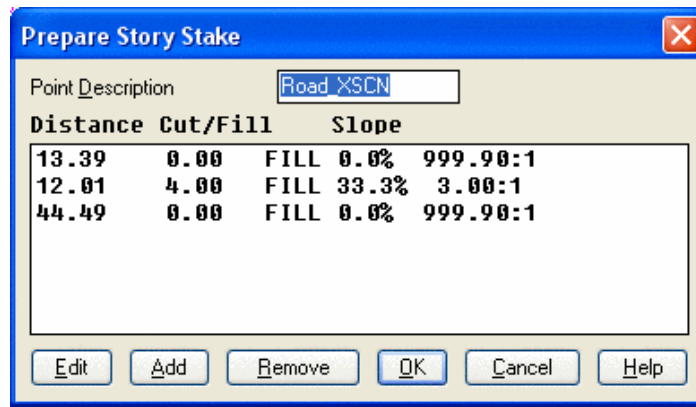 Prepare Story Stake
Point Description Road_XSCN
Distance Cut/Fill Slope
13.39 0.00 FILL 0.0% 999.90:1
12.01 4.00 FILL 33.3% 3.00:1
44.49 0.00 FILL 0.0% 999.90:1
Edit Add Remove OK Cancel Help